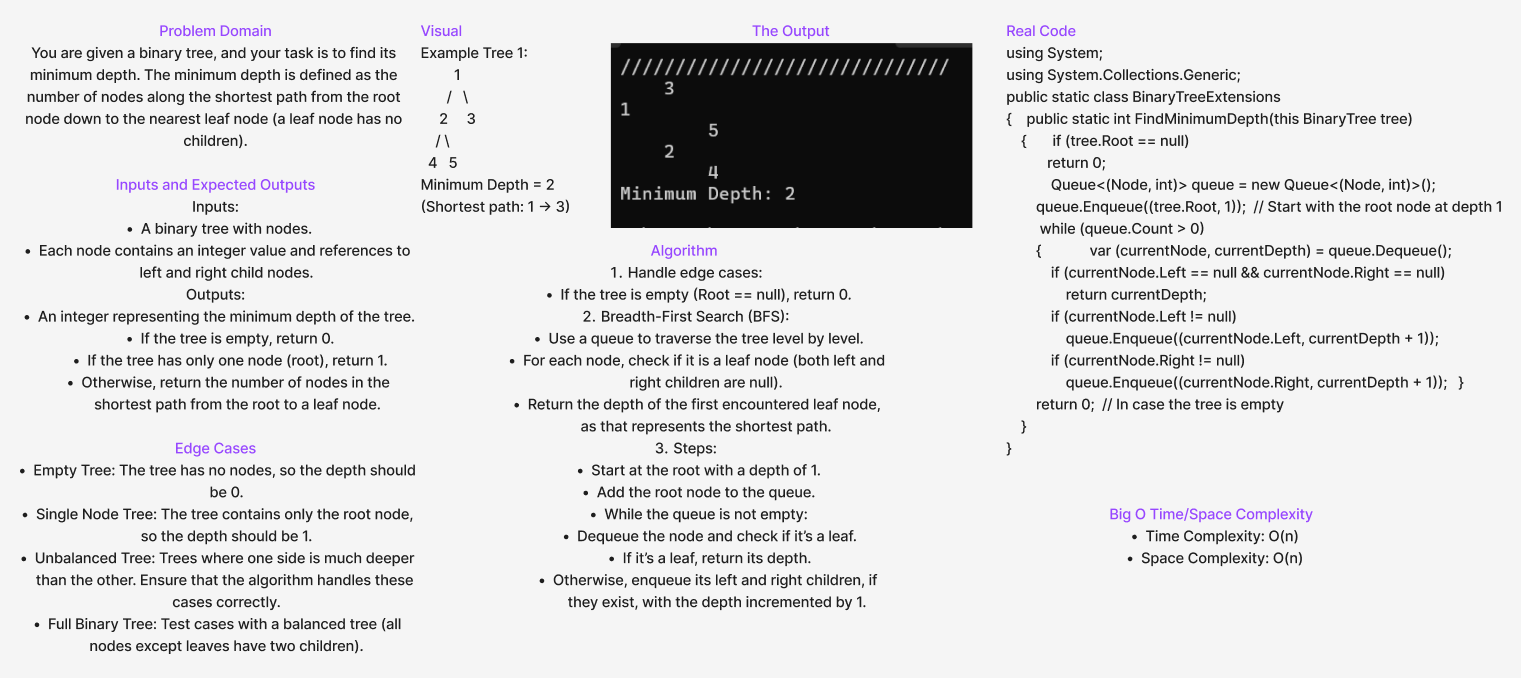 Problem Domain
You are given a binary tree, and your task is to find its
minimum depth. The minimum depth is defined as the
number of nodes along the shortest path from the root
node down to the nearest leaf node (a leaf node has no
children).
Inputs and Expected Outputs
Inputs:
• A binary tree with nodes.
• Each node contains an integer value and references to
left and right child nodes.
Outputs:
• An integer representing the minimum depth of the tree.
• If the tree is empty, return 0.
• If the tree has only one node (root), return 1.
• Otherwise, return the number of nodes in the
shortest path from the root to a leaf node.
Edge Cases
• Empty Tree: The tree has no nodes, so the depth should
be 0.
• Single Node Tree: The tree contains only the root node,
so the depth should be 1.
• Unbalanced Tree: Trees where one side is much deeper
than the other. Ensure that the algorithm handles these
cases correctly.
• Full Binary Tree: Test cases with a balanced tree (all
nodes except leaves have two children).
Visual
Example Tree 1:
1
/ \
2 3
/ \
4 5
Minimum Depth = 2
(Shortest path: 1 → 3)
The Output
//////////////////////////////
3
1
5
2
4
Minimum Depth: 2
Algorithm
1. Handle edge cases:
• If the tree is empty (Root == null), return 0.
2. Breadth-First Search (BFS):
• Use a queue to traverse the tree level by level.
• For each node, check if it is a leaf node (both left and
right children are null).
• Return the depth of the first encountered leaf node,
as that represents the shortest path.
3. Steps:
• Start at the root with a depth of 1.
• Add the root node to the queue.
• While the queue is not empty:
• Dequeue the node and check if it's a leaf.
• If it's a leaf, return its depth.
• Otherwise, enqueue its left and right children, if
they exist, with the depth incremented by 1.
Real Code
using System;
using System.Collections.Generic;
public static class BinaryTreeExtensions
{ public static int FindMinimumDepth(this BinaryTree tree)
{ if (tree.Root == null)
return 0;
Queue<(Node, int)> queue = new Queue<(Node, int)>();
queue.Enqueue((tree.Root, 1)); // Start with the root node at depth 1
while (queue.Count > 0)
{ var (currentNode, currentDepth) = queue.Dequeue();
if (currentNode.Left == null && currentNode.Right == null)
return currentDepth;
if (currentNode.Left != null)
queue.Enqueue((currentNode.Left, currentDepth + 1));
if (currentNode.Right != null)
queue.Enqueue((currentNode.Right, currentDepth + 1)); }
return 0; // In case the tree is empty
}
}
Big O Time/Space Complexity
• Time Complexity: O(n)
• Space Complexity: O(n)